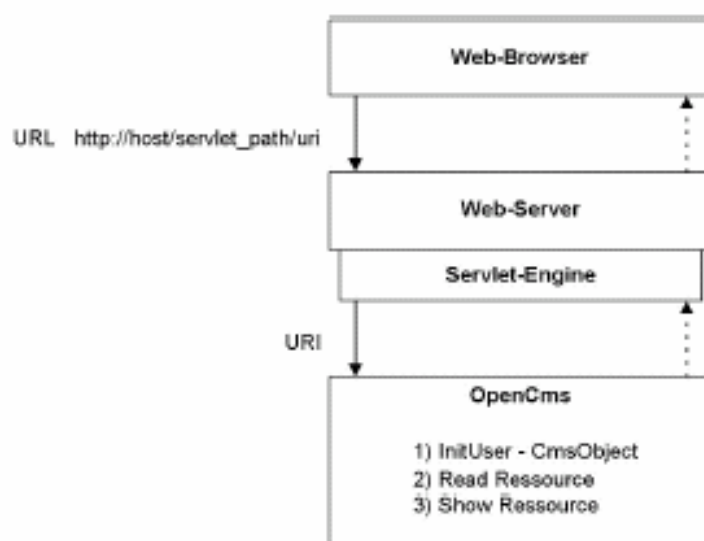 Web-Browser
URL http://host/servlet_path/uri
Web-Server
Servlet-Engine
URI
OpenCms
1) InitUser - CmsObject
2) Read Ressource
3) Show Ressource